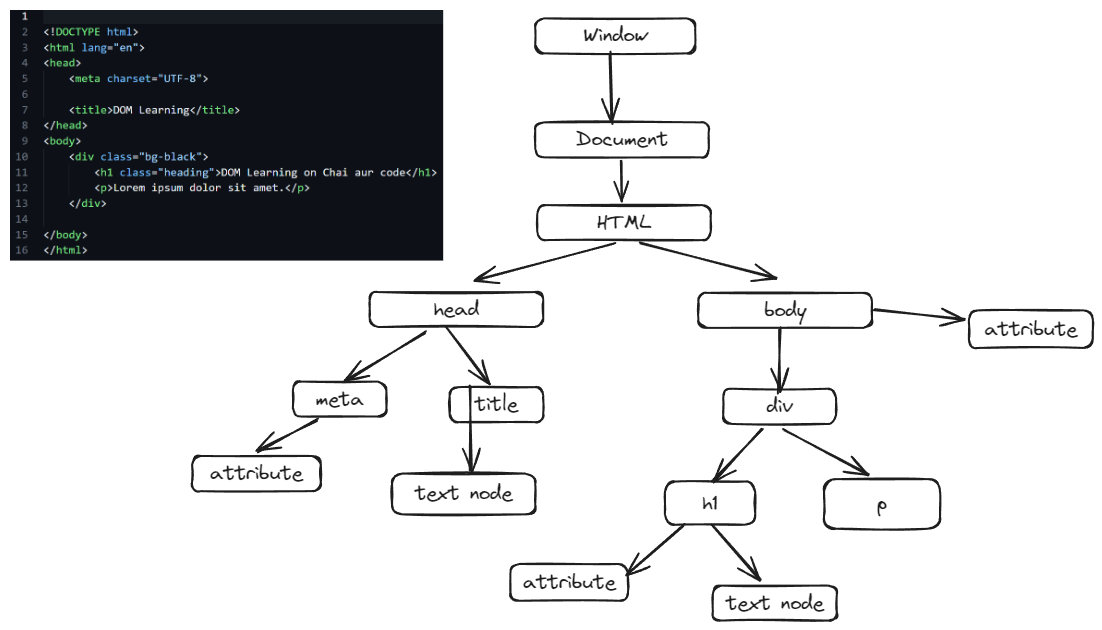 1
2 <!DOCTYPE html>
3 <html lang="en">
4 <head>
5     <meta charset="UTF-8">
6
7     <title>DOM Learning</title>
8 </head>
9 <body>
10     <div class="bg-black">
11         <h1 class="heading">DOM Learning on Chai aur code</h1>
12         <p>Lorem ipsum dolor sit amet.</p>
13     </div>
14
15 </body>
16 </html>
Window
Document
HTML
head
body
attribute
meta
title
div
attribute
text node
h1
p
attribute
text node